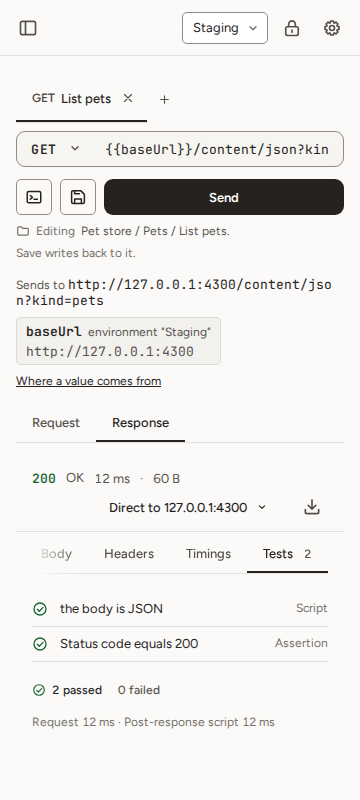 Staging
GET List pets
GET {{baseUrl}}/content/json?kin
Send
Editing Pet store / Pets / List pets.
Save writes back to it.
Sends to http://127.0.0.1:4300/content/jso
n?kind=pets
baseUrl environment "Staging"
http://127.0.0.1:4300
Where a value comes from
Request Response
200 OK 12 ms · 60 B
Direct to 127.0.0.1:4300
Body Headers Timings Tests 2
the body is JSON Script
Status code equals 200 Assertion
2 passed 0 failed
Request 12 ms · Post-response script 12 ms